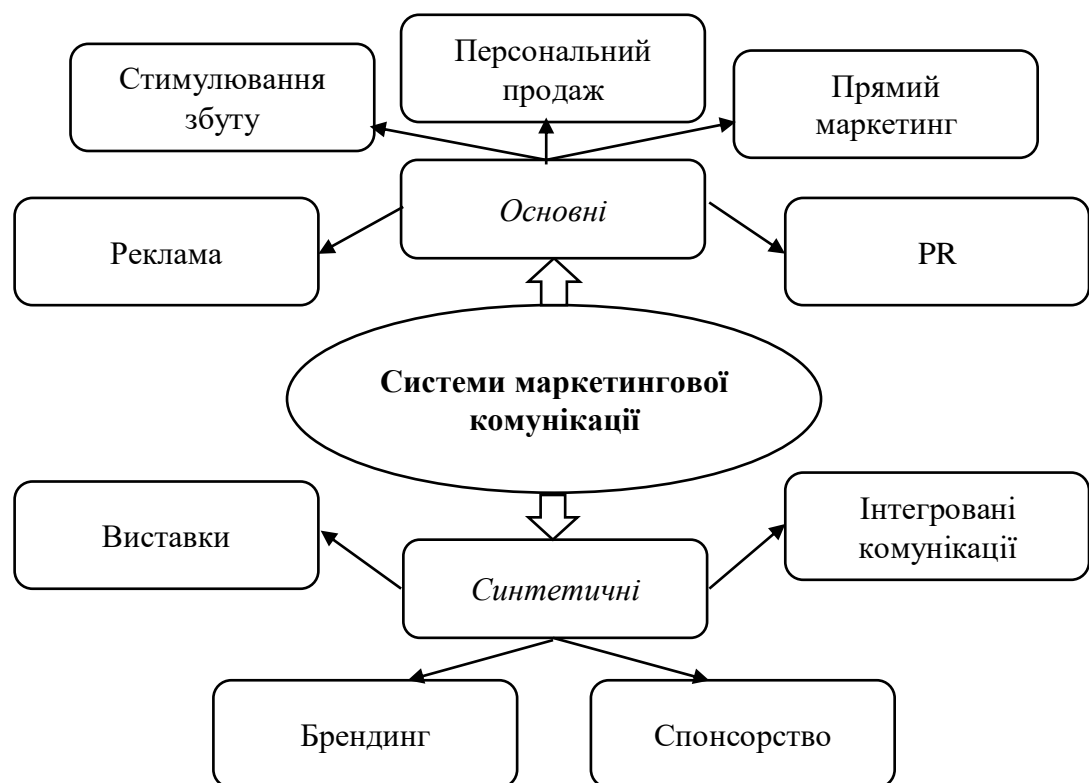 Персональний
продаж
Стимулювання
збуту
Прямий
маркетинг
Основні
Реклама
PR
Системи маркетингової
комунікації
Виставки
Інтегровані
комунікації
Синтетичні
Брендинг
Спонсорство